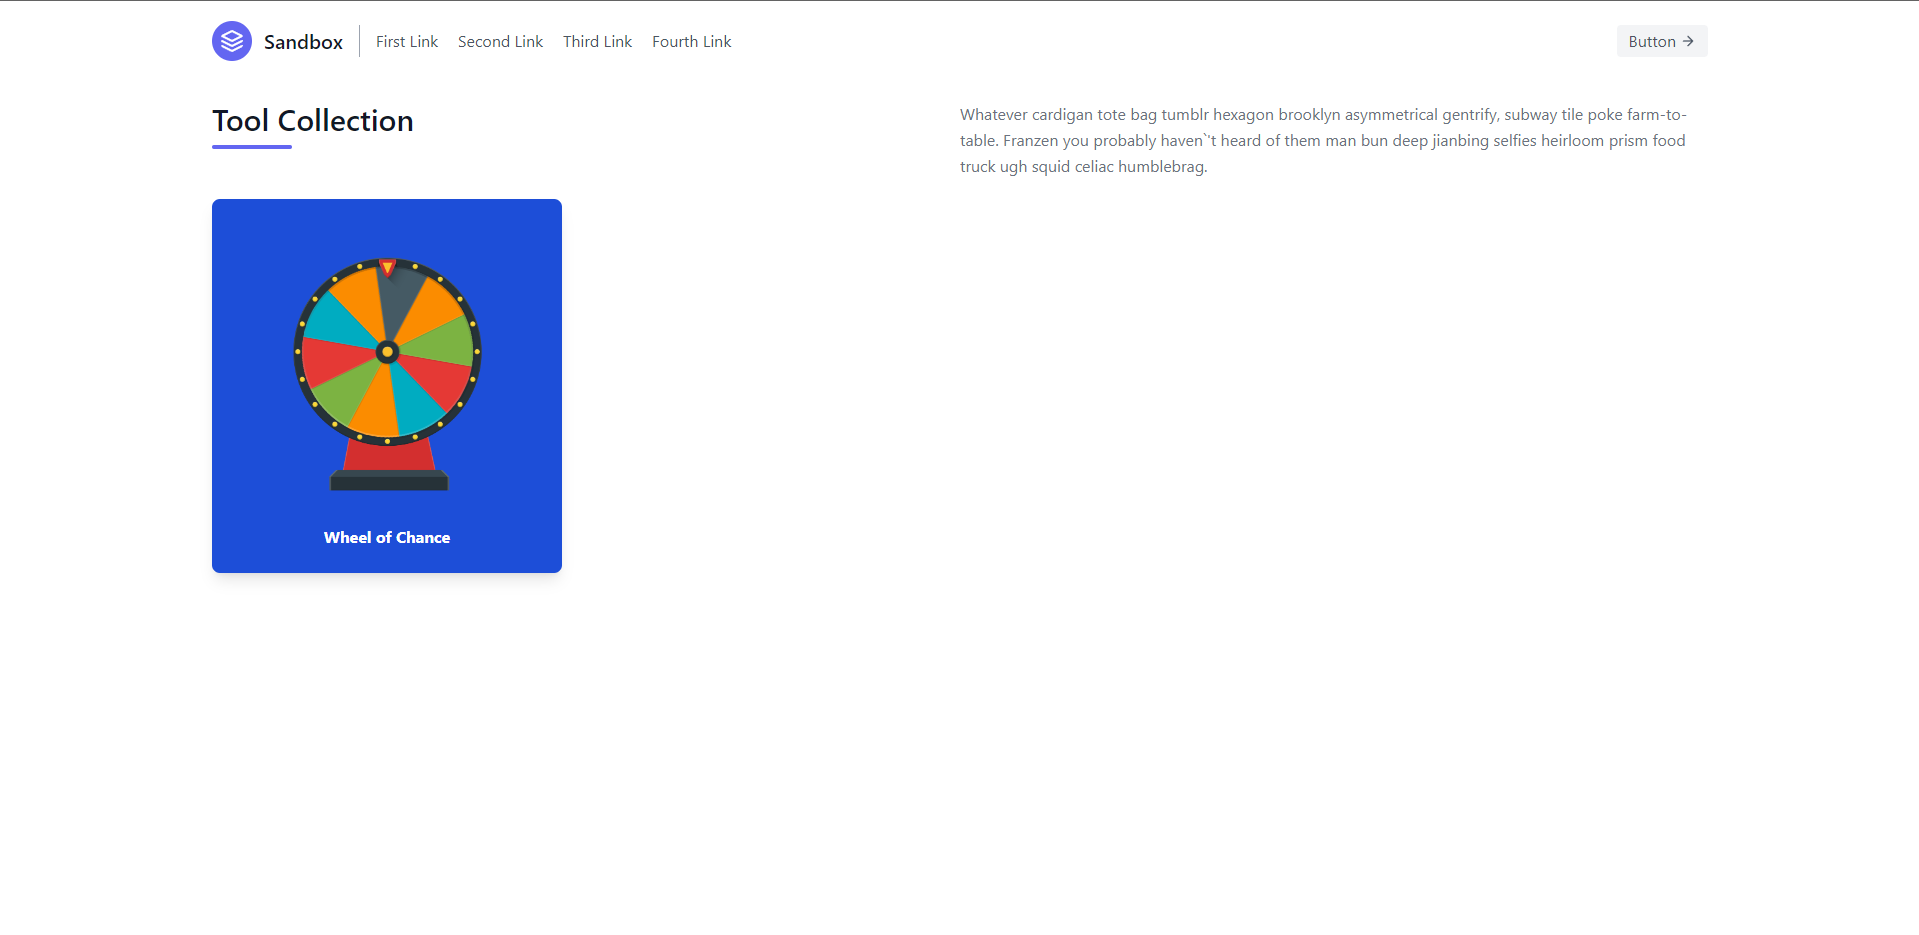 Sandbox
First Link
Second Link
Third Link
Fourth Link
Button →
Tool Collection
Whatever cardigan tote bag tumblr hexagon brooklyn asymmetrical gentrify, subway tile poke farm-to-
table. Franzen you probably haven`'t heard of them man bun deep jianbing selfies heirloom prism food
truck ugh squid celiac humblebrag.
Wheel of Chance